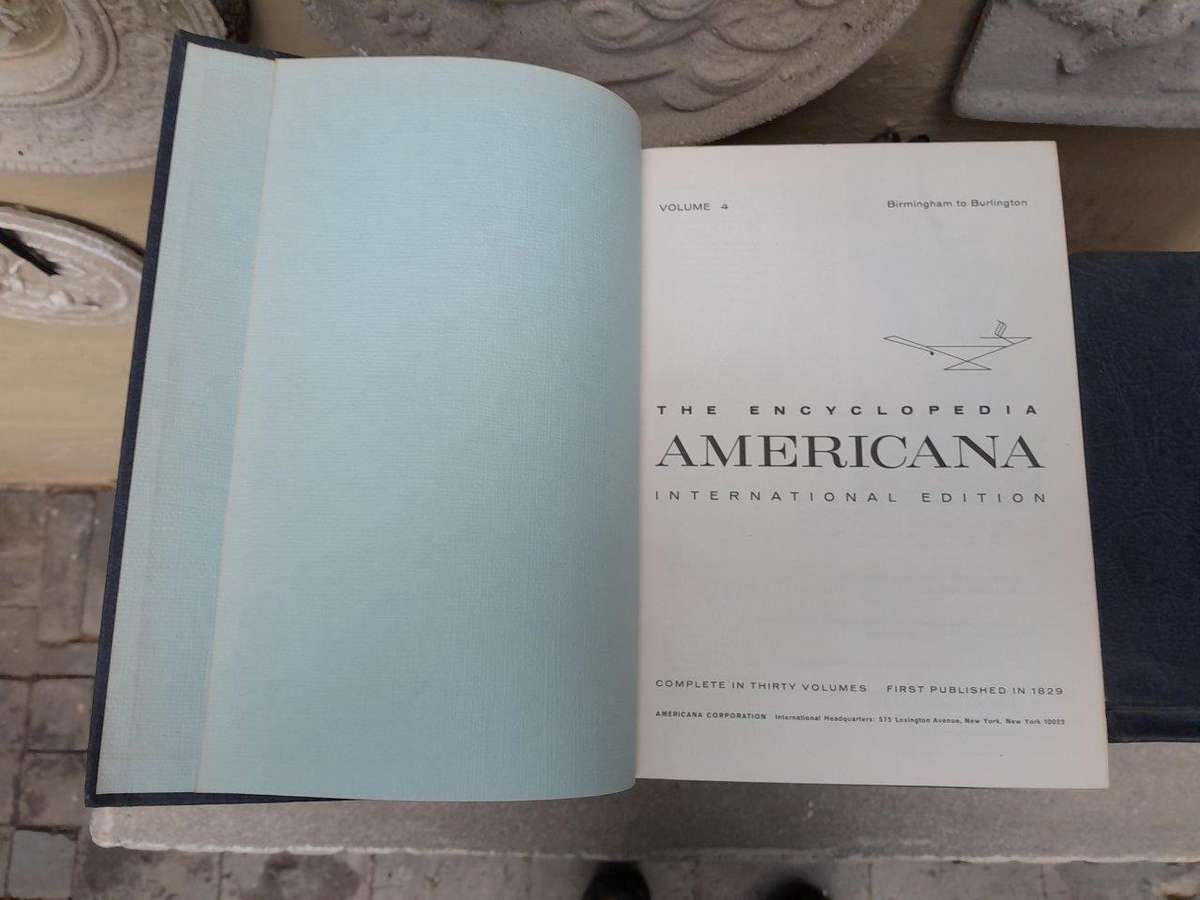 VOLUME 4 Birmingham to Burlington
THE ENCYCLOPEDIA
AMERICANA
INTERNATIONAL EDITION
COMPLETE IN THIRTY VOLUMES FIRST PUBLISHED IN 1829
AMERICANA CORPORATION International Headquarters: 575 Lexington Avenue, New York, New York 10022